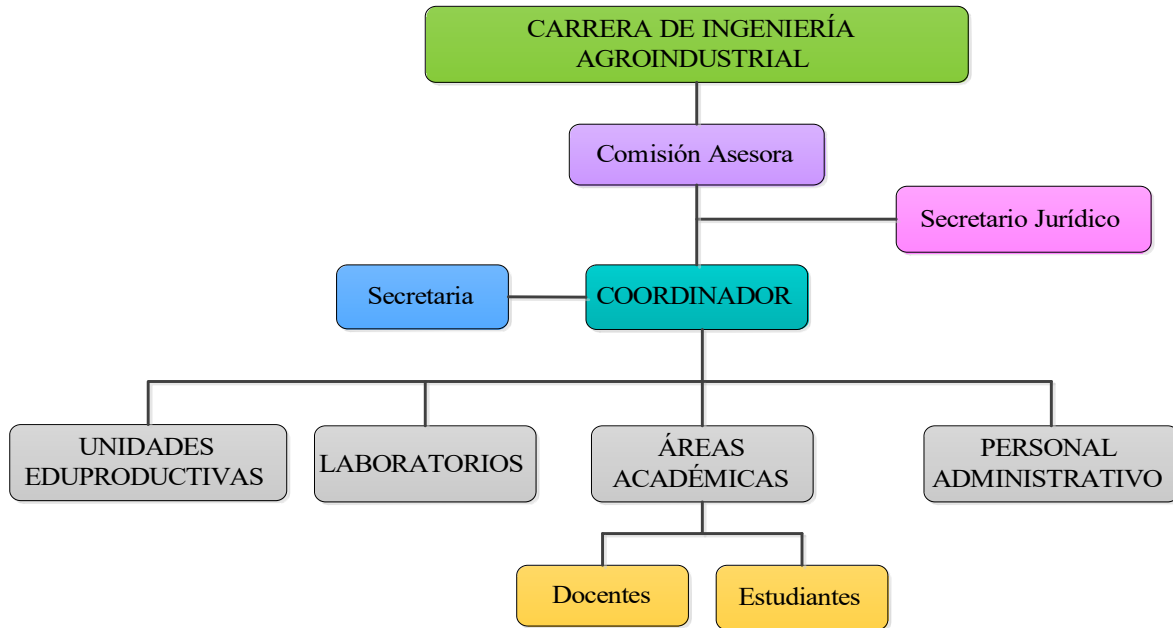 CARRERA DE INGENIERÍA
AGROINDUSTRIAL
Comisión Asesora
Secretario Jurídico
Secretaria
COORDINADOR
UNIDADES
EDUPRODUCTIVAS
LABORATORIOS
ÁREAS
ACADÉMICAS
PERSONAL
ADMINISTRATIVO
Docentes
Estudiantes